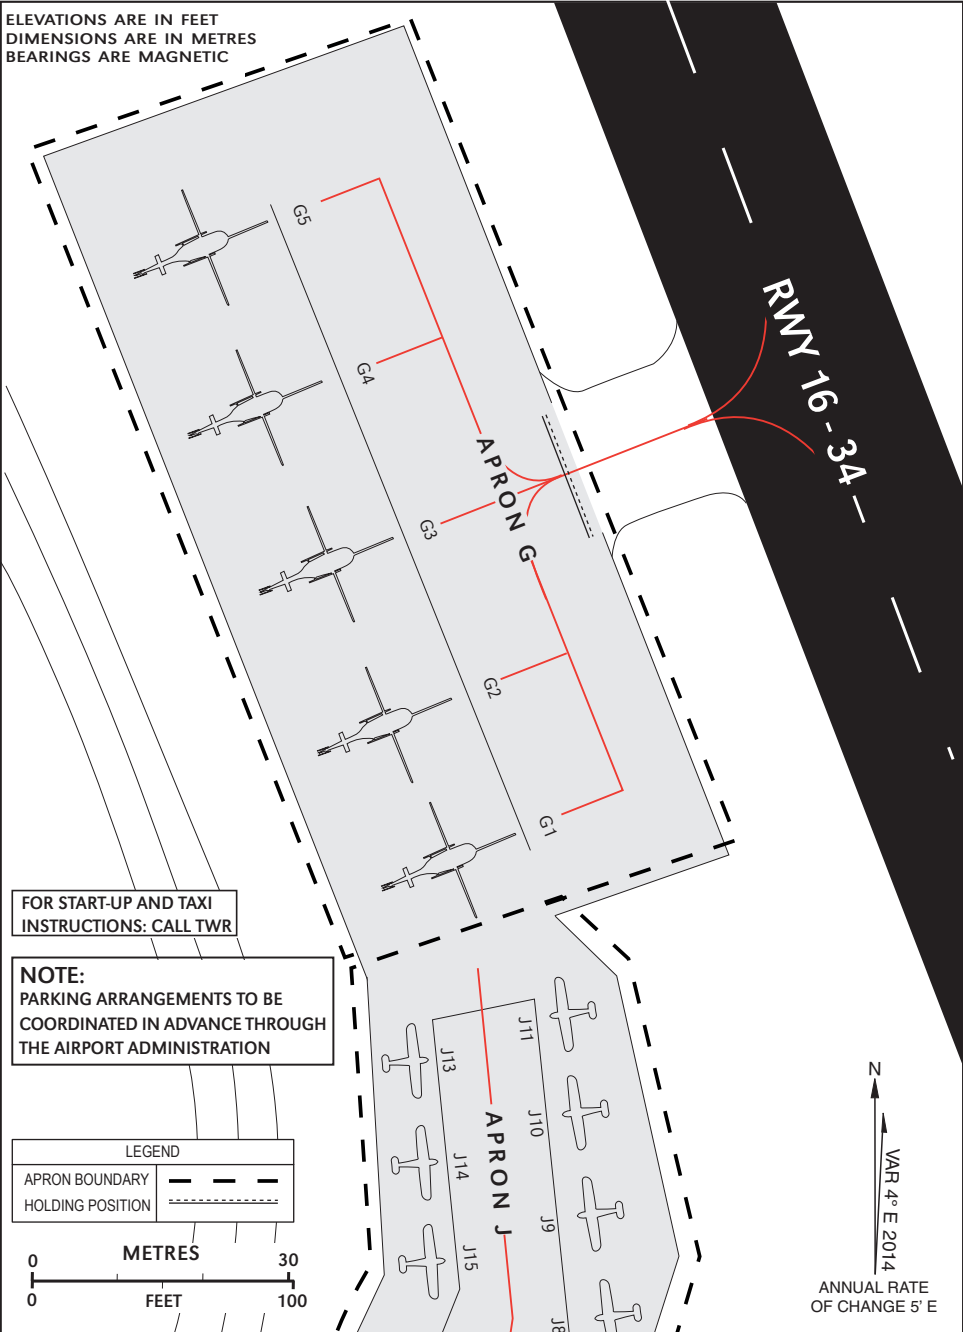 ELEVATIONS ARE IN FEET
DIMENSIONS ARE IN METRES
BEARINGS ARE MAGNETIC
G5
G4
G3
G2
G1
APRON G
RWY 16 - 34
FOR START-UP AND TAXI
INSTRUCTIONS: CALL TWR
NOTE:
PARKING ARRANGEMENTS TO BE
COORDINATED IN ADVANCE THROUGH
THE AIRPORT ADMINISTRATION
J11
J13
J10
J14
J9
J15
J8
APRON J
LEGEND
APRON BOUNDARY
HOLDING POSITION
METRES
0 30
0 FEET 100
N
VAR 4° E 2014
ANNUAL RATE
OF CHANGE 5' E